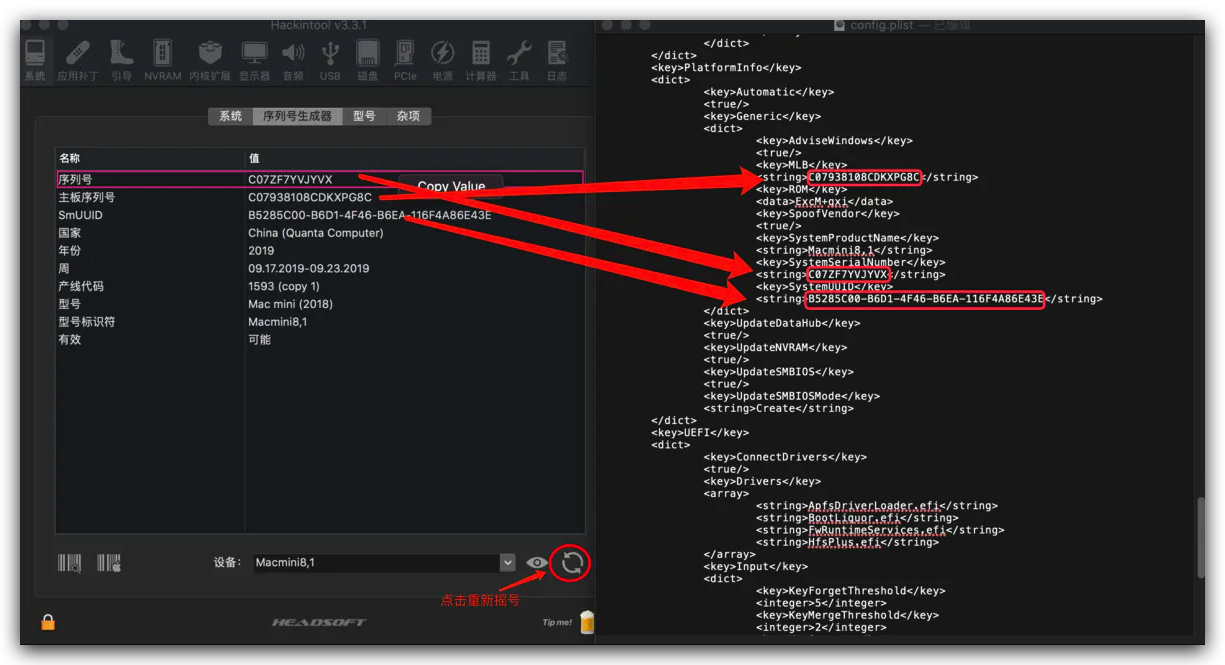 Hackintool v3.3.1
系统 应用补丁 引导 NVRAM 内核扩展 显示器 音频 USB 磁盘 PCIe 电源 计算器 工具 日志
系统 序列号生成器 型号 杂项
名称 值
序列号 C07ZF7YVJYVX
Copy Value
主板序列号 C07938108CDKXPG8C
SmUUID B5285C00-B6D1-4F46-B6EA-116F4A86E43E
国家 China (Quanta Computer)
年份 2019
周 09.17.2019-09.23.2019
产线代码 1593 (copy 1)
型号 Mac mini (2018)
型号标识符 Macmini8,1
有效 可能
设备: Macmini8,1
点击重新摇号
HEADSOFT
Tip me!
config.plist — 已编辑
</dict>
</dict>
<key>PlatformInfo</key>
<dict>
<key>Automatic</key>
<true/>
<key>Generic</key>
<dict>
<key>AdviseWindows</key>
<true/>
<key>MLB</key>
<string>C07938108CDKXPG8C</string>
<key>ROM</key>
<data>ExcM+gxi</data>
<key>SpoofVendor</key>
<true/>
<key>SystemProductName</key>
<string>Macmini8,1</string>
<key>SystemSerialNumber</key>
<string>C07ZF7YVJYVX</string>
<key>SystemUUID</key>
<string>B5285C00-B6D1-4F46-B6EA-116F4A86E43E</string>
</dict>
<key>UpdateDataHub</key>
<true/>
<key>UpdateNVRAM</key>
<true/>
<key>UpdateSMBIOS</key>
<true/>
<key>UpdateSMBIOSMode</key>
<string>Create</string>
</dict>
<key>UEFI</key>
<dict>
<key>ConnectDrivers</key>
<true/>
<key>Drivers</key>
<array>
<string>ApfsDriverLoader.efi</string>
<string>BootLiquor.efi</string>
<string>FwRuntimeServices.efi</string>
<string>HfsPlus.efi</string>
</array>
<key>Input</key>
<dict>
<key>KeyForgetThreshold</key>
<integer>5</integer>
<key>KeyMergeThreshold</key>
<integer>2</integer>